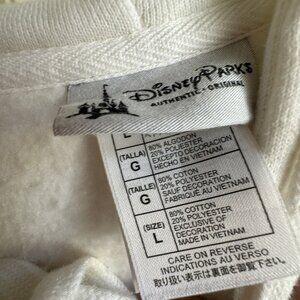 Disney Parks
AUTHENTIC • ORIGINAL
L
(TALLA)
G
80% ALGODON
20% POLIESTER
EXCEPTO DECORACION
HECHO EN VIETNAM
(TAILLE)
G
80% COTON
20% POLYESTER
SAUF DECORATION
FABRIQUÉ AU VIETNAM
(SIZE)
L
80% COTTON
20% POLYESTER
EXCLUSIVE OF
DECORATION
MADE IN VIETNAM
CARE ON REVERSE
INDICATIONS AU VERSO
取り扱い表示は裏面を御覧下さい